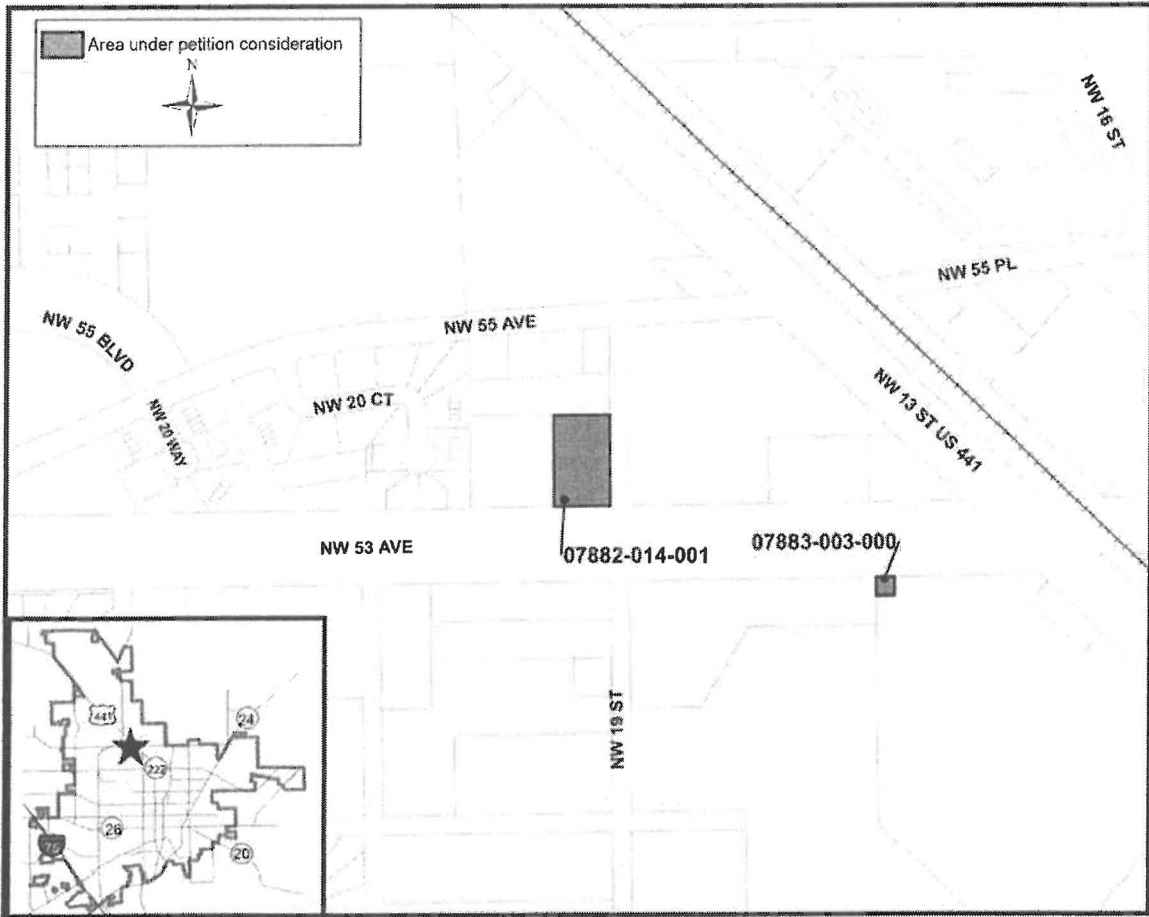 Area under petition consideration
N
NW 16 ST
NW 55 PL
NW 55 AVE
NW 55 BLVD
NW 20 CT
NW 20 WAY
NW 13 ST US 441
NW 53 AVE
07882-014-001
07883-003-000
NW 19 ST
441
24
222
26
75
20